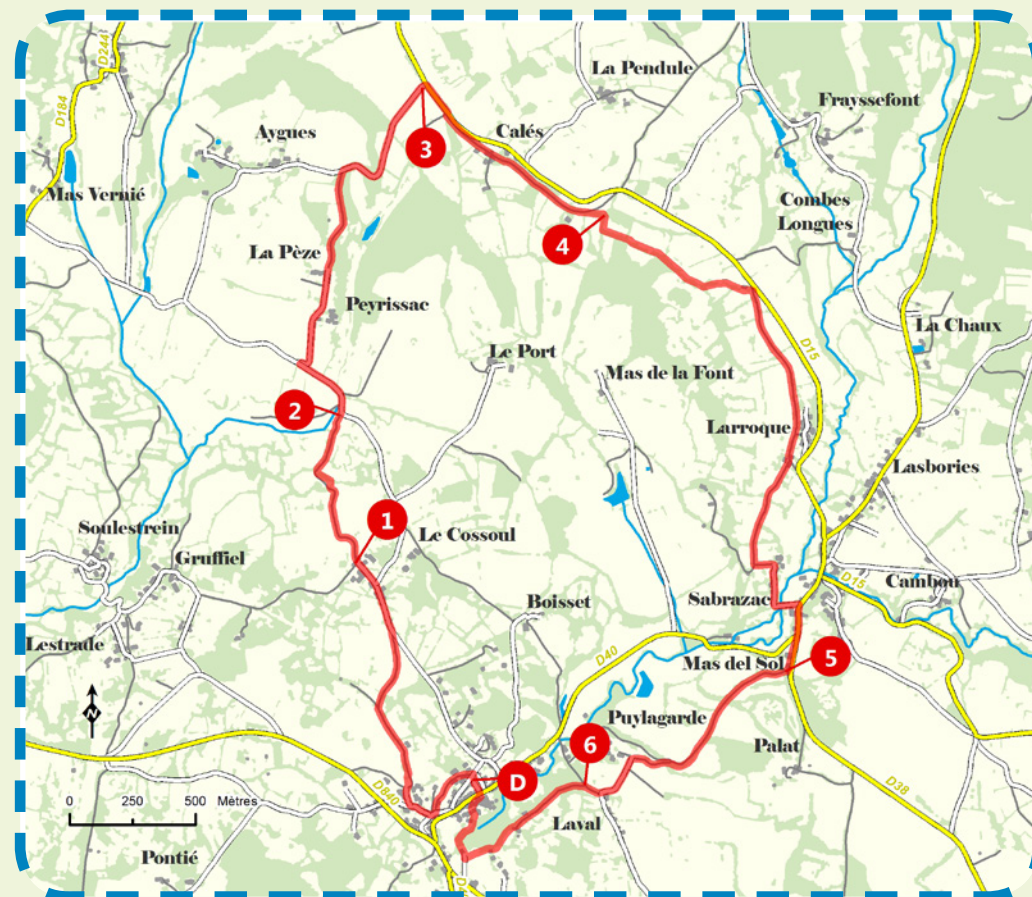 D244
D184
La Pendule
Frayssefont
Aygues
Calés
3
Mas Vernié
Combes
Longues
4
La Pèze
Peyrissac
La Chaux
D15
Le Port
Mas de la Font
2
Larroque
Lasbories
1
Soulestrein
Gruffiel
Le Cossoul
D15
Cambou
Sabrazac
Boisset
Lestrade
D40
Mas del Sol
5
N
Puylagarde
6
Palat
D
D38
0 250 500 Mètres
D840
Laval
Pontié